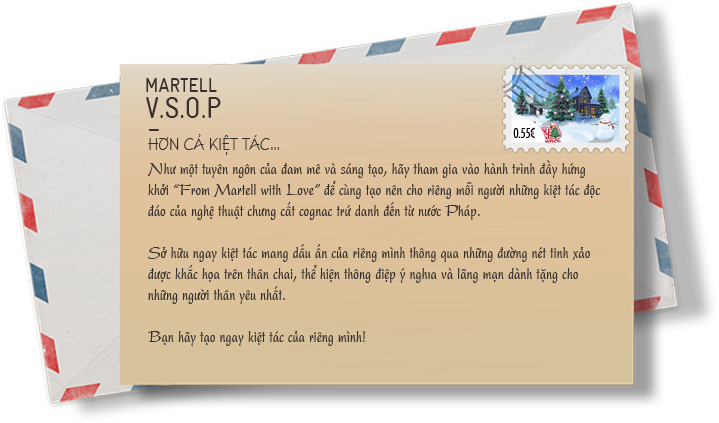 MARTELL
V.S.O.P
HƠN CẢ KIỆT TÁC...
Như một tuyên ngôn của đam mê và sáng tạo, hãy tham gia vào hành trình đầy hứng
khởi “From Martell with Love” để cùng tạo nên cho riêng mỗi người những kiệt tác độc
đáo của nghệ thuật chưng cất cognac trứ danh đến từ nước Pháp.
Sở hữu ngay kiệt tác mang dấu ấn của riêng mình thông qua những đường nét tinh xảo
được khắc họa trên thân chai, thể hiện thông điệp ý nghĩa và lãng mạn dành tặng cho
những người thân yêu nhất.
Bạn hãy tạo ngay kiệt tác của riêng mình!
0.55€